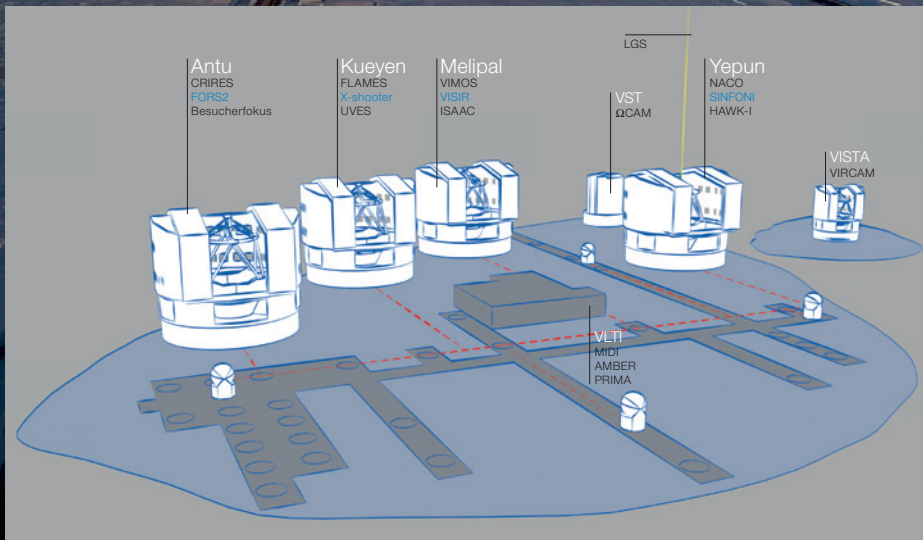 Antu
CRIRES
FORS2
Besucherfokus
Kueyen
FLAMES
X-shooter
UVES
Melipal
VIMOS
VISIR
ISAAC
LGS
VST
ΩCAM
Yepun
NACO
SINFONI
HAWK-I
VISTA
VIRCAM
VLTI
MIDI
AMBER
PRIMA